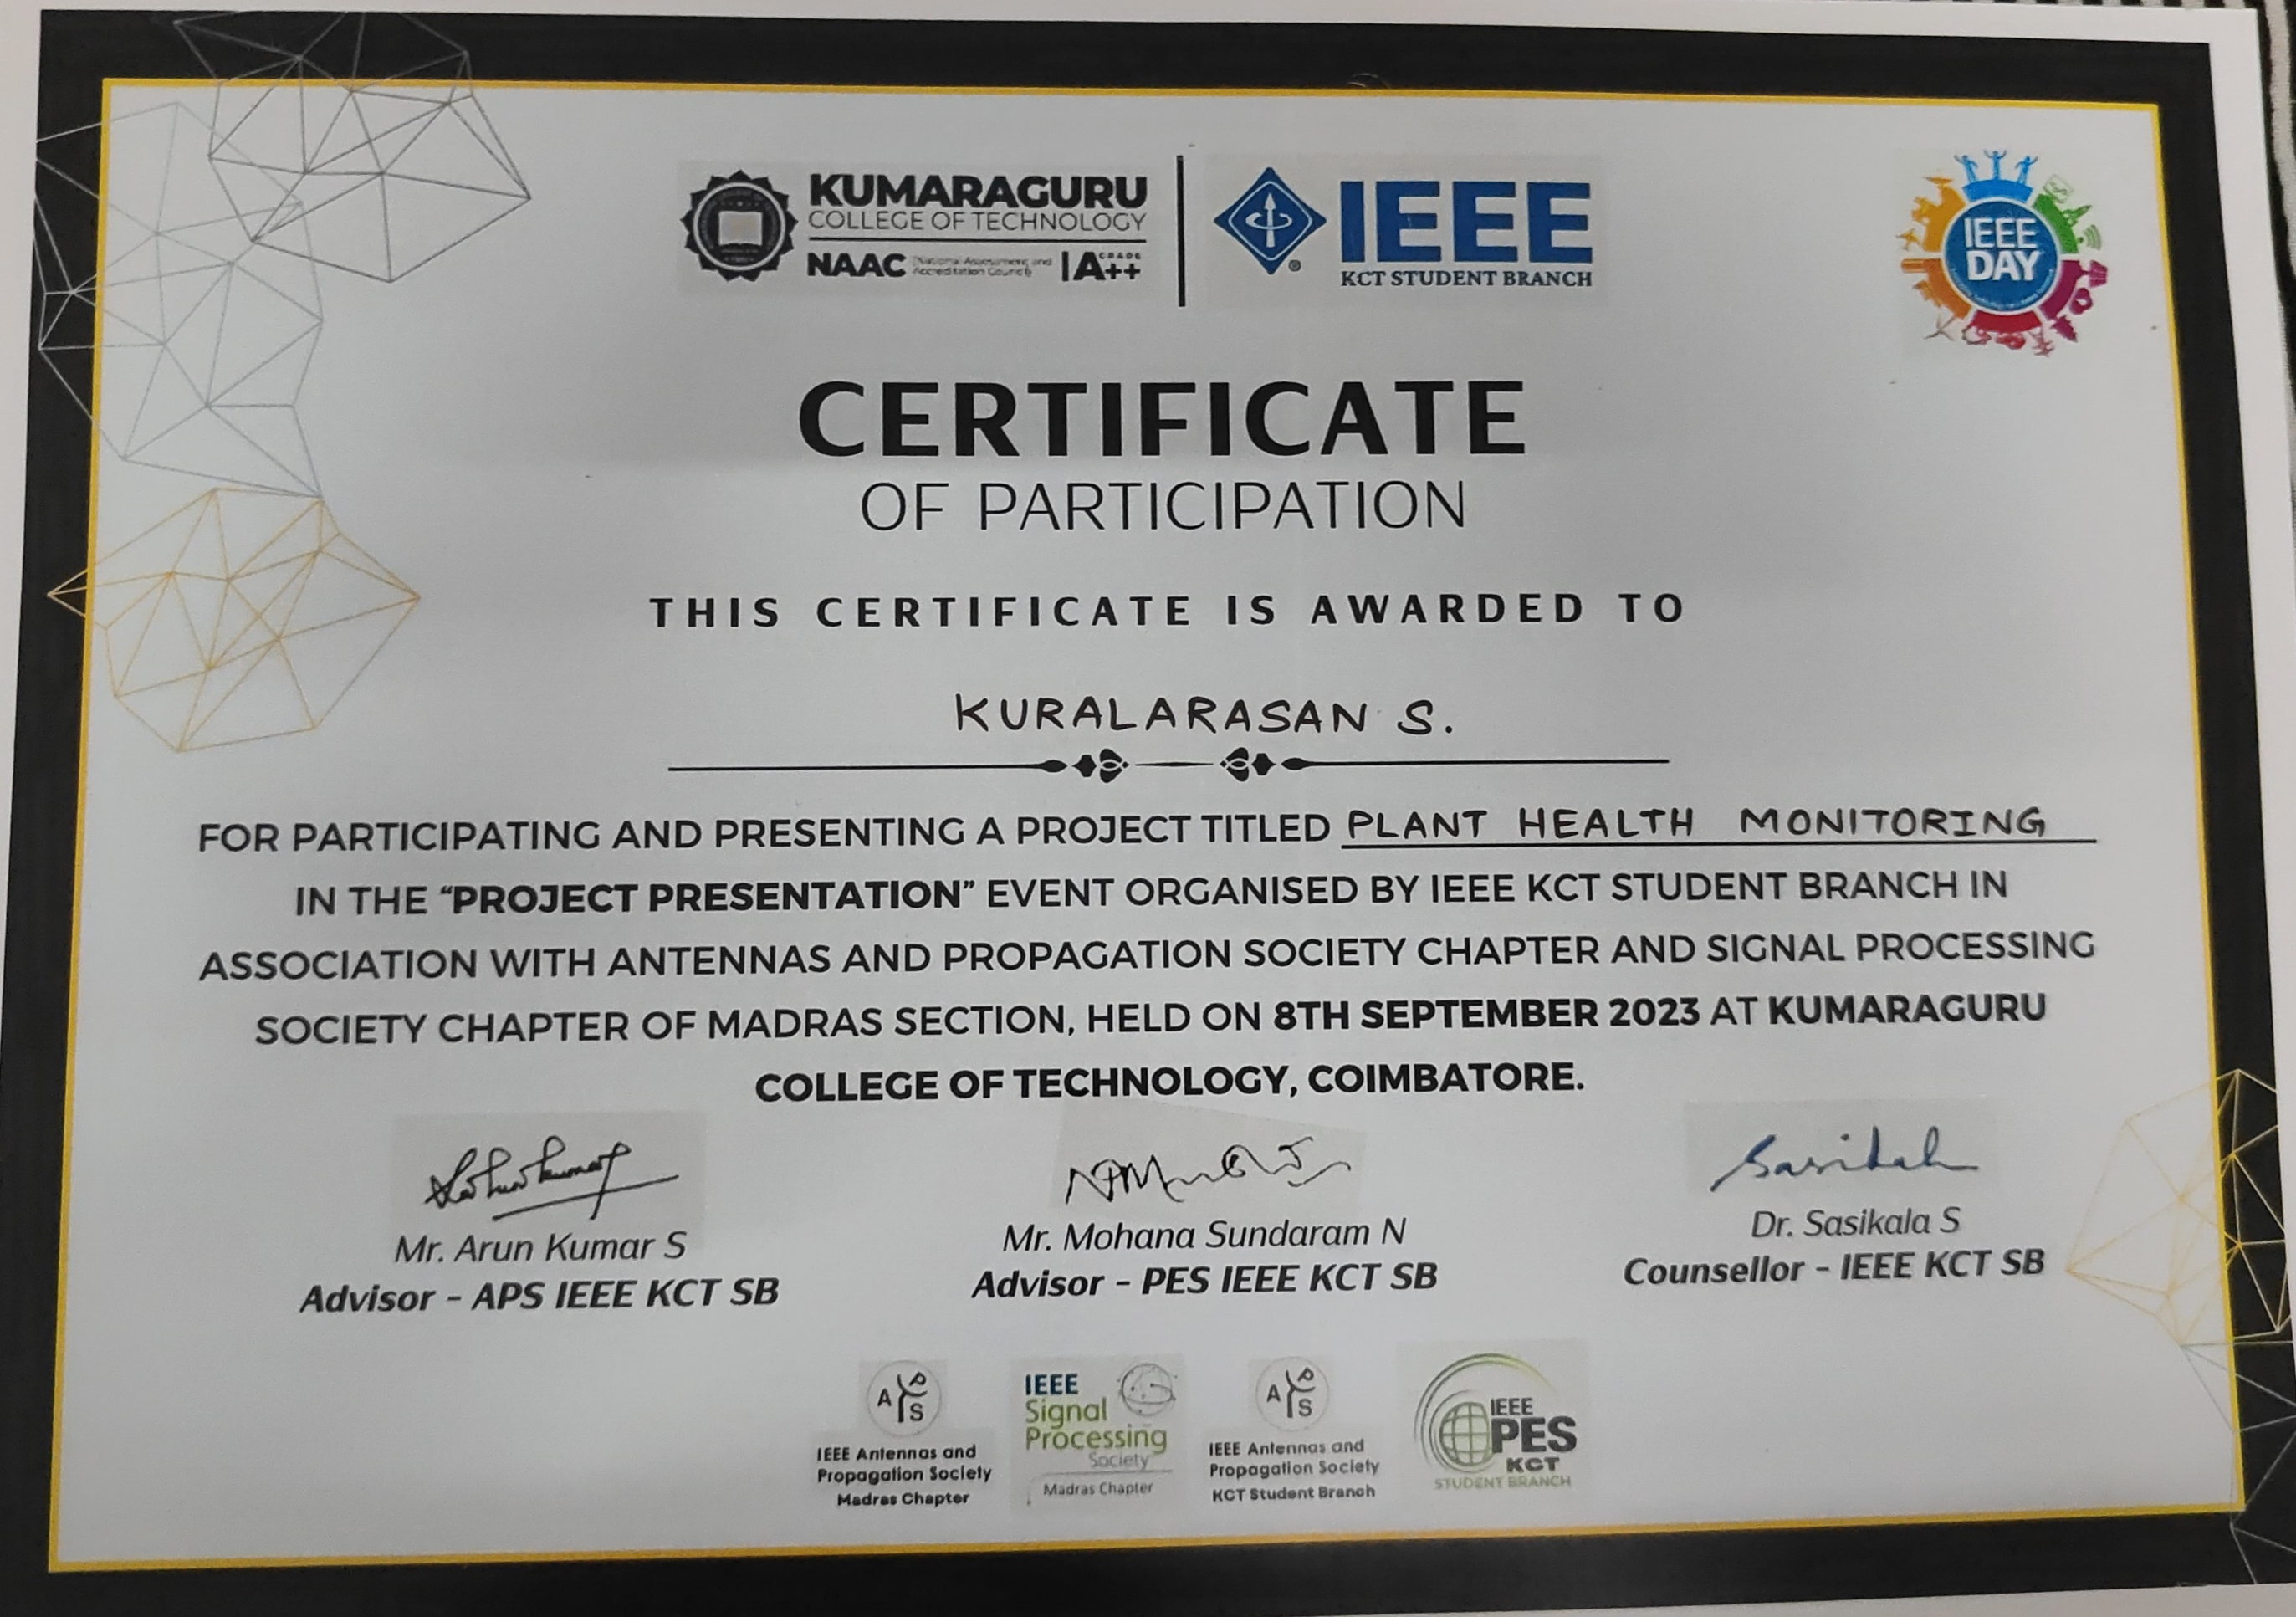 KUMARAGURU
COLLEGE OF TECHNOLOGY
NAAC National Assessment and Accreditation Council GRADE A++
IEEE
KCT STUDENT BRANCH
IEEE
DAY
CERTIFICATE
OF PARTICIPATION
THIS CERTIFICATE IS AWARDED TO
KURALARASAN S.
FOR PARTICIPATING AND PRESENTING A PROJECT TITLED PLANT HEALTH MONITORING
IN THE “PROJECT PRESENTATION” EVENT ORGANISED BY IEEE KCT STUDENT BRANCH IN
ASSOCIATION WITH ANTENNAS AND PROPAGATION SOCIETY CHAPTER AND SIGNAL PROCESSING
SOCIETY CHAPTER OF MADRAS SECTION, HELD ON 8TH SEPTEMBER 2023 AT KUMARAGURU
COLLEGE OF TECHNOLOGY, COIMBATORE.
Sasikala
Mr. Arun Kumar S
Advisor - APS IEEE KCT SB
Mr. Mohana Sundaram N
Advisor - PES IEEE KCT SB
Dr. Sasikala S
Counsellor - IEEE KCT SB
APS
IEEE Antennas and
Propagation Society
Madras Chapter
IEEE
Signal
Processing
Society
Madras Chapter
APS
IEEE Antennas and
Propagation Society
KCT Student Branch
IEEE
PES
KCT
STUDENT BRANCH